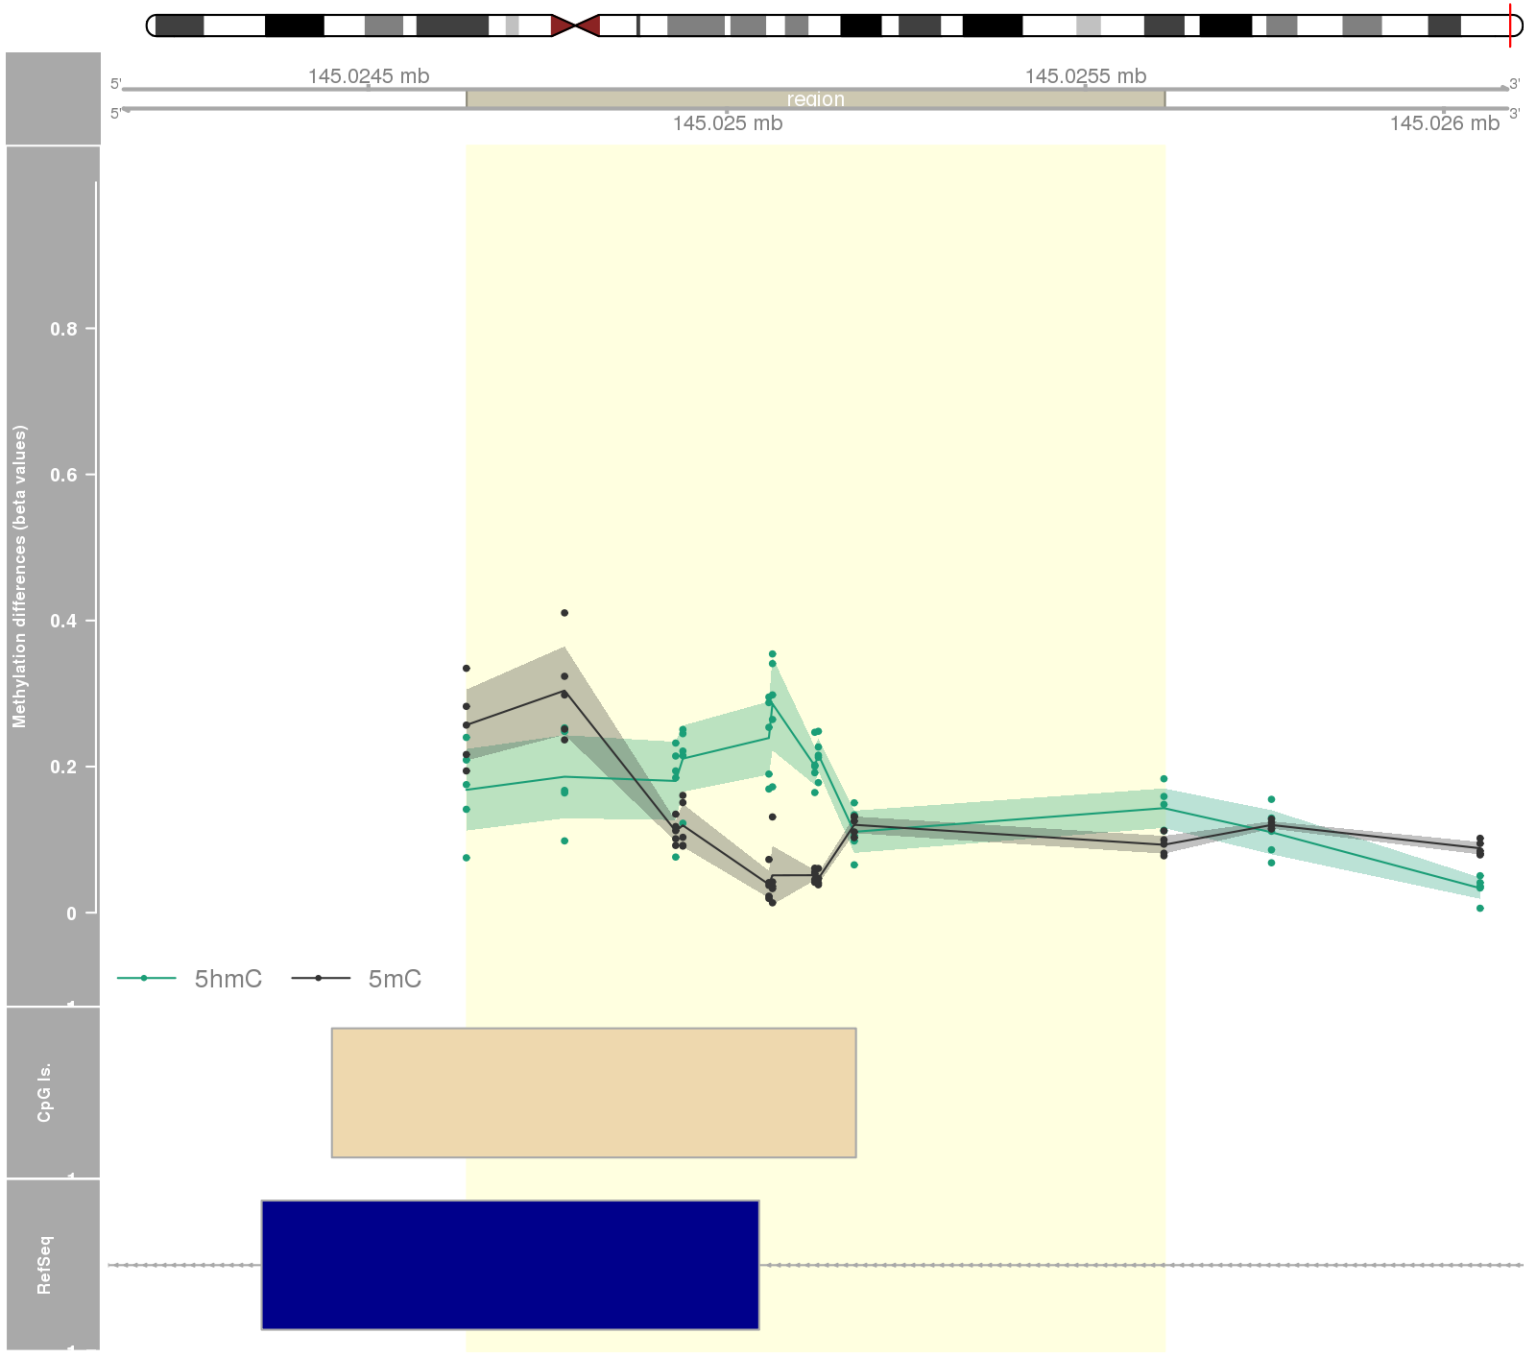 145.0245 mb
145.0255 mb
5'
3'
region
5'
3'
145.025 mb
145.026 mb
Methylation differences (beta values)
0.8
0.6
0.4
0.2
0
5hmC
5mC
CpG Is.
RefSeq